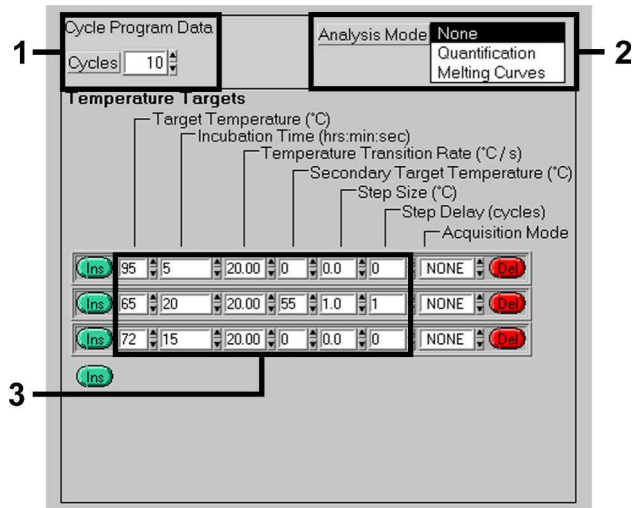 Cycle Program Data
Cycles 10
1
Analysis Mode None
Quantification
Melting Curves
2
Temperature Targets
Target Temperature (°C)
Incubation Time (hrs:min:sec)
Temperature Transition Rate (°C / s)
Secondary Target Temperature (°C)
Step Size (°C)
Step Delay (cycles)
Acquisition Mode
Ins 95 5 20.00 0 0.0 0 NONE Del
Ins 65 20 20.00 55 1.0 1 NONE Del
Ins 72 15 20.00 0 0.0 0 NONE Del
Ins
3